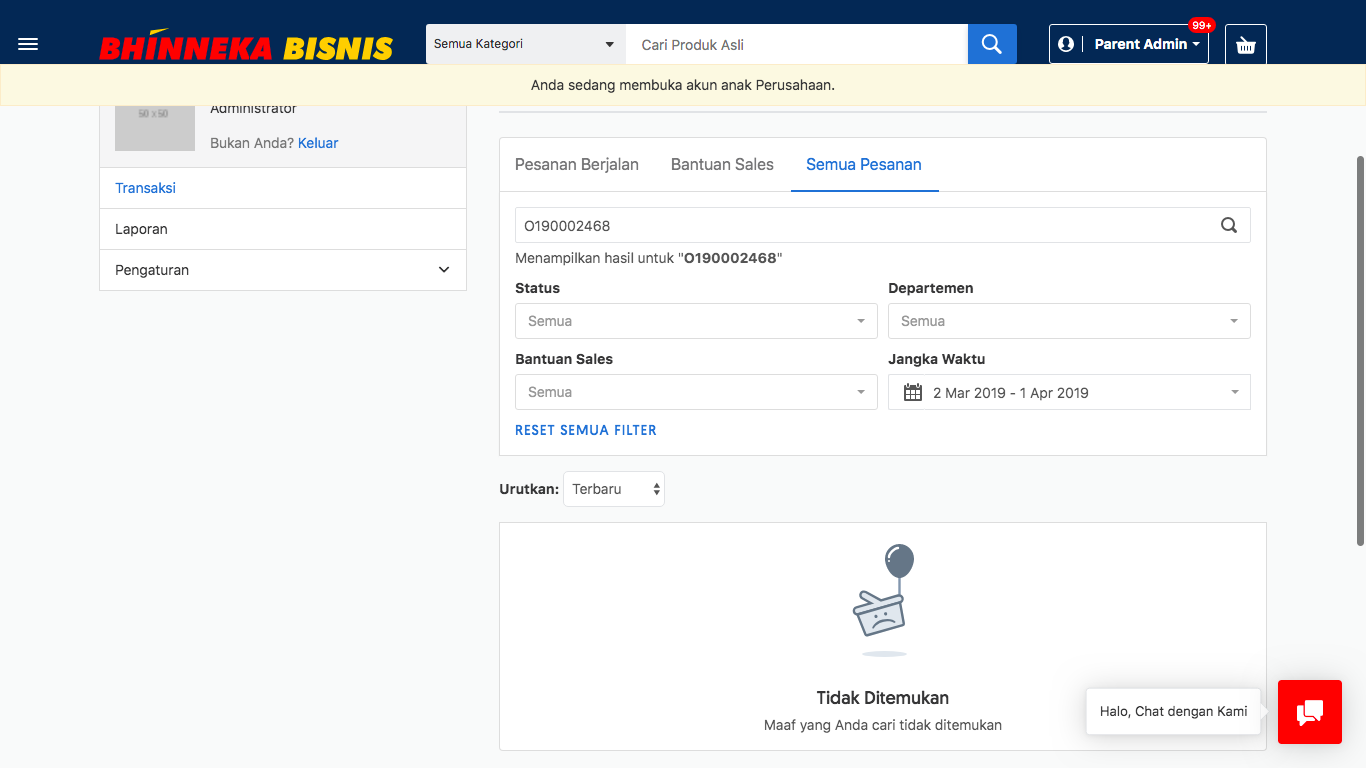 BHINNEKA BISNIS
Semua Kategori
Cari Produk Asli
Parent Admin
99+
Anda sedang membuka akun anak Perusahaan.
50 x 50
Administrator
Bukan Anda? Keluar
Transaksi
Laporan
Pengaturan
Pesanan Berjalan
Bantuan Sales
Semua Pesanan
O190002468
Menampilkan hasil untuk "O190002468"
Status
Departemen
Semua
Semua
Bantuan Sales
Jangka Waktu
Semua
2 Mar 2019 - 1 Apr 2019
RESET SEMUA FILTER
Urutkan: Terbaru
Tidak Ditemukan
Maaf yang Anda cari tidak ditemukan
Halo, Chat dengan Kami